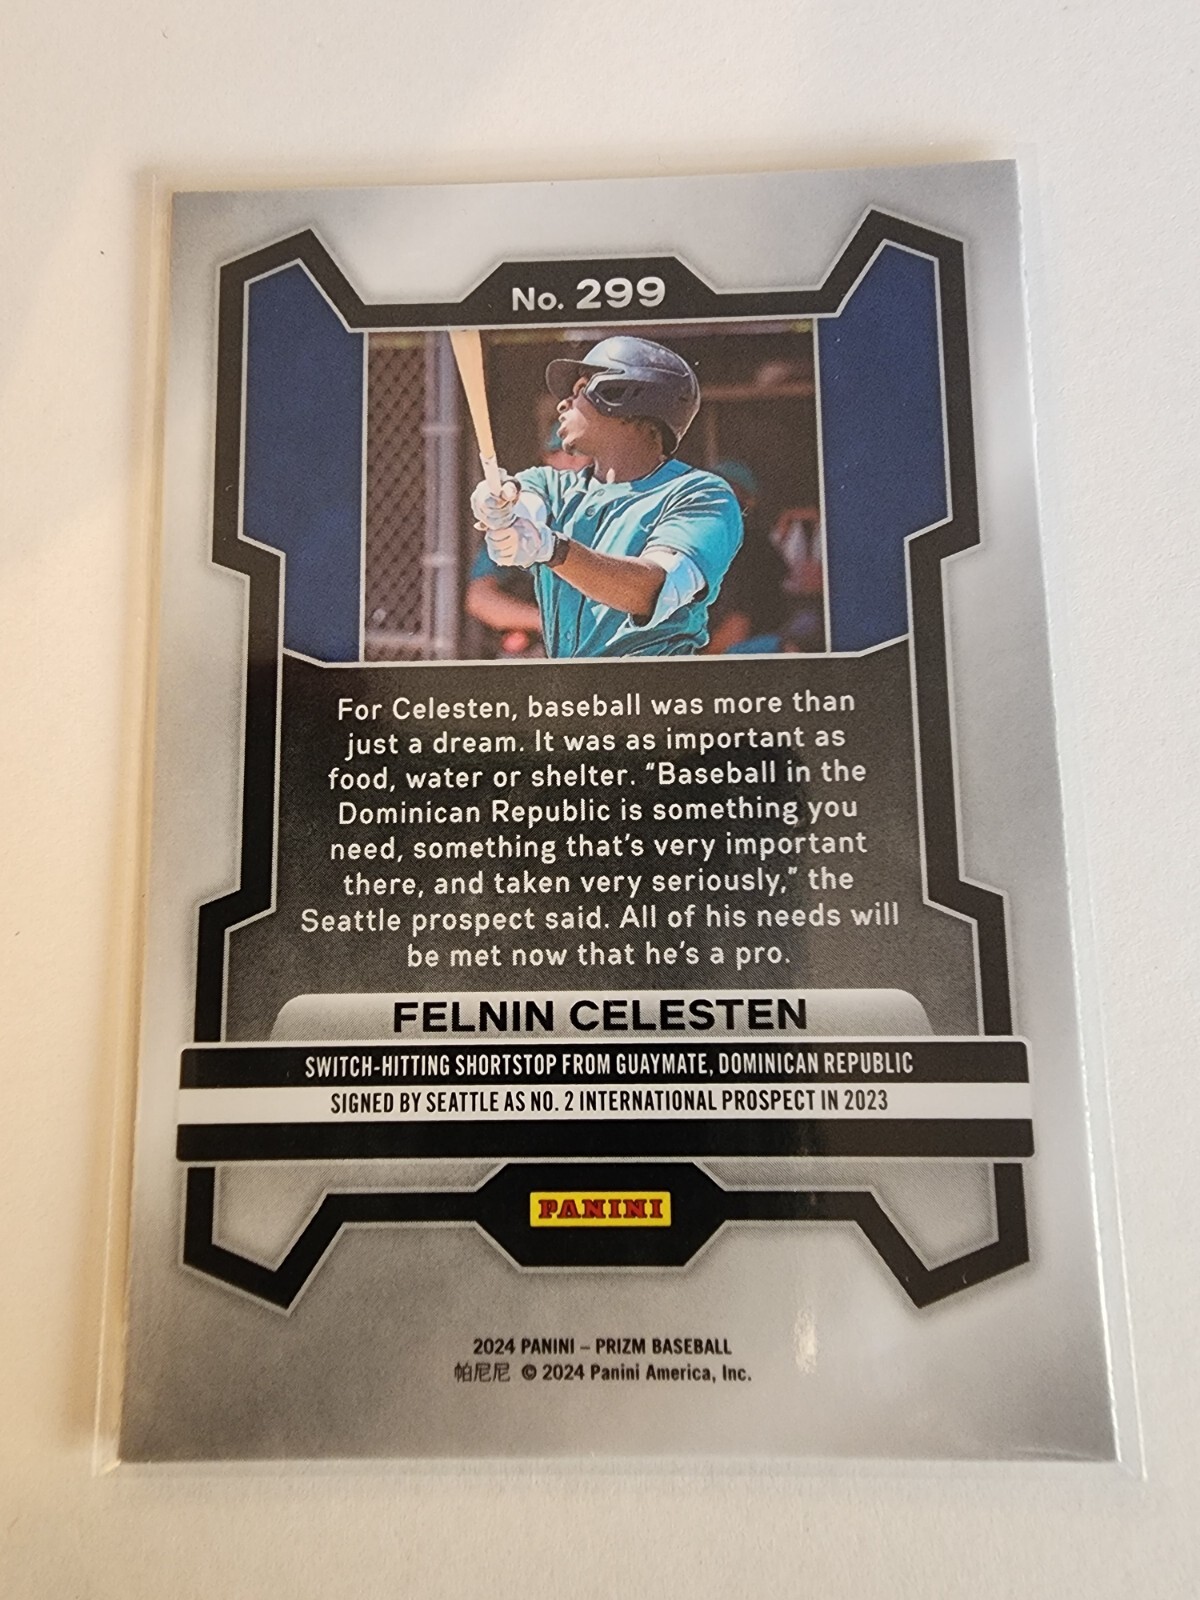 No. 299
For Celesten, baseball was more than
just a dream. It was as important as
food, water or shelter. "Baseball in the
Dominican Republic is something you
need, something that's very important
there, and taken very seriously," the
Seattle prospect said. All of his needs will
be met now that he's a pro.
FELNIN CELESTEN
SWITCH-HITTING SHORTSTOP FROM GUAYMATE, DOMINICAN REPUBLIC
SIGNED BY SEATTLE AS NO. 2 INTERNATIONAL PROSPECT IN 2023
PANINI
2024 PANINI – PRIZM BASEBALL
帕尼尼 © 2024 Panini America, Inc.